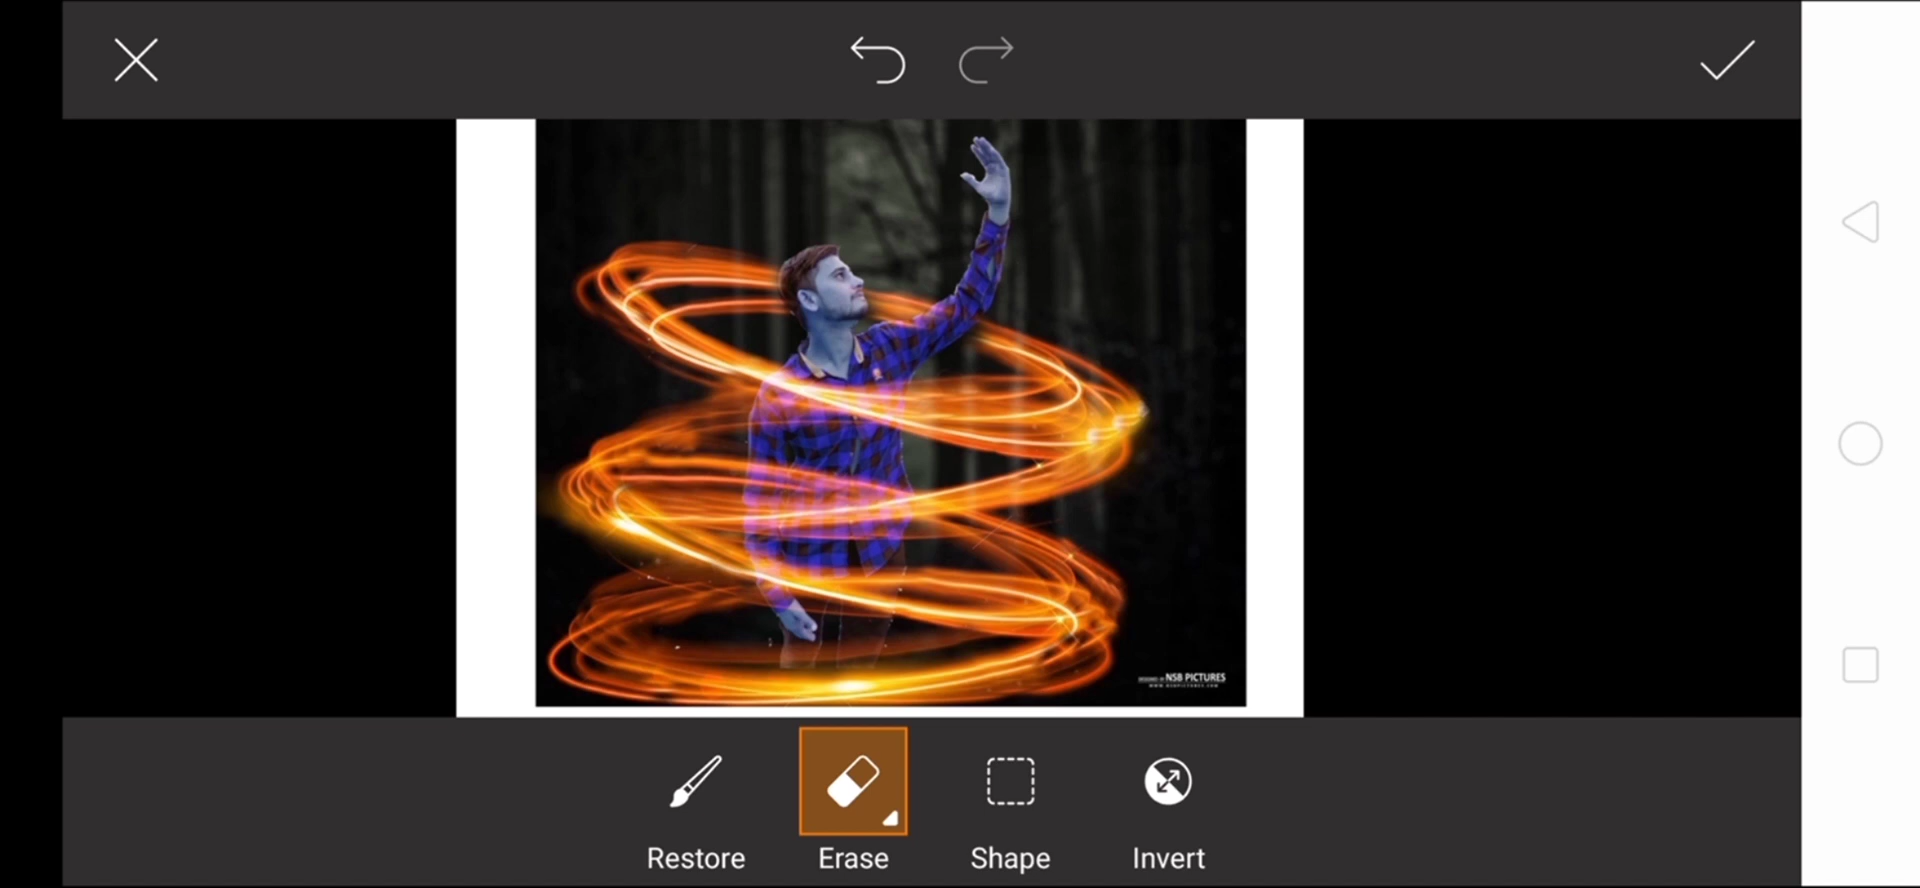 NSB PICTURES
Restore
Erase
Shape
Invert